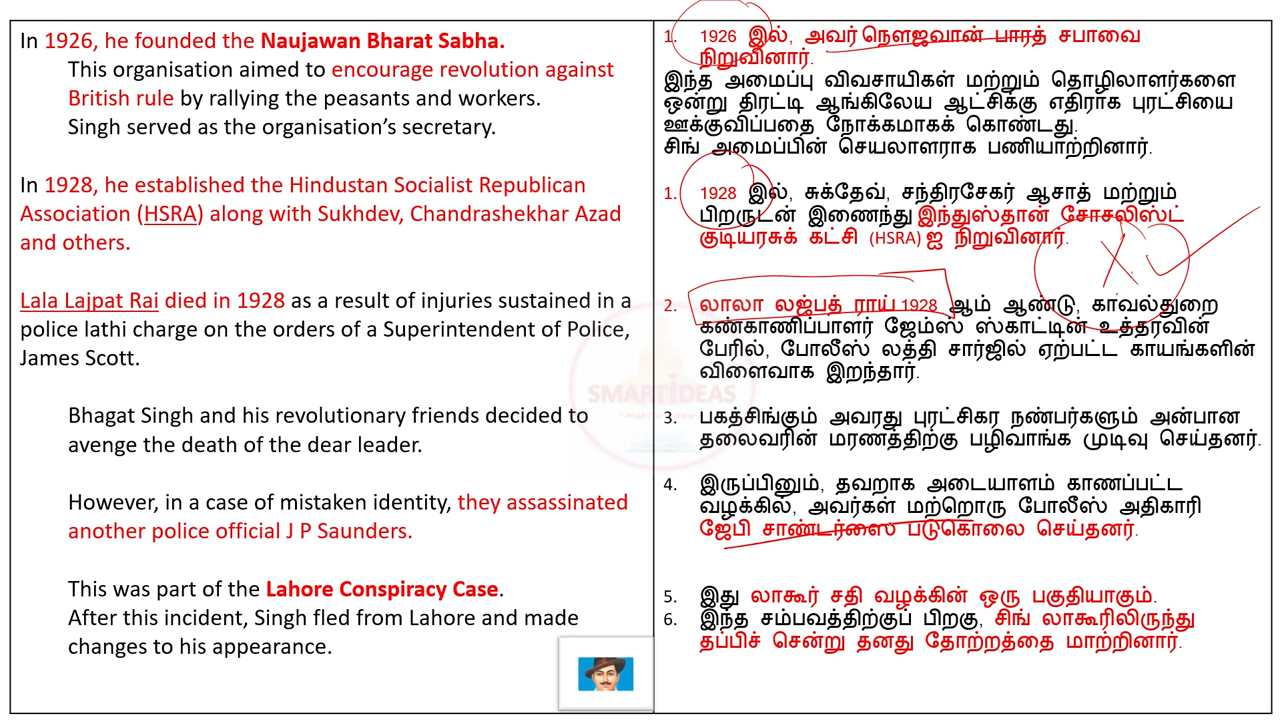 In 1926, he founded the Naujawan Bharat Sabha.
This organisation aimed to encourage revolution against
British rule by rallying the peasants and workers.
Singh served as the organisation’s secretary.
In 1928, he established the Hindustan Socialist Republican
Association (HSRA) along with Sukhdev, Chandrashekhar Azad
and others.
Lala Lajpat Rai died in 1928 as a result of injuries sustained in a
police lathi charge on the orders of a Superintendent of Police,
James Scott.
Bhagat Singh and his revolutionary friends decided to
avenge the death of the dear leader.
However, in a case of mistaken identity, they assassinated
another police official J P Saunders.
This was part of the Lahore Conspiracy Case.
After this incident, Singh fled from Lahore and made
changes to his appearance.
1. 1926 இல், அவர் நௌஜவான் பாரத் சபாவை
நிறுவினார்.
இந்த அமைப்பு விவசாயிகள் மற்றும் தொழிலாளர்களை
ஒன்று திரட்டி ஆங்கிலேய ஆட்சிக்கு எதிராக புரட்சியை
ஊக்குவிப்பதை நோக்கமாகக் கொண்டது.
சிங் அமைப்பின் செயலாளராக பணியாற்றினார்.
1. 1928 இல், சுக்தேவ், சந்திரசேகர் ஆசாத் மற்றும்
பிறருடன் இணைந்து இந்துஸ்தான் சோசலிஸ்ட்
குடியரசுக் கட்சி (HSRA) ஐ நிறுவினார்.
2. லாலா லஜ்பத் ராய் 1928 ஆம் ஆண்டு, காவல்துறை
கண்காணிப்பாளர் ஜேம்ஸ் ஸ்காட்டின் உத்தரவின்
பேரில், போலீஸ் லத்தி சார்ஜில் ஏற்பட்ட காயங்களின்
விளைவாக இறந்தார்.
3. பகத்சிங்கும் அவரது புரட்சிகர நண்பர்களும் அன்பான
தலைவரின் மரணத்திற்கு பழிவாங்க முடிவு செய்தனர்.
4. இருப்பினும், தவறாக அடையாளம் காணப்பட்ட
வழக்கில், அவர்கள் மற்றொரு போலீஸ் அதிகாரி
ஜேபி சாண்டர்ஸை படுகொலை செய்தனர்.
5. இது லாகூர் சதி வழக்கின் ஒரு பகுதியாகும்.
6. இந்த சம்பவத்திற்குப் பிறகு, சிங் லாகூரிலிருந்து
தப்பிச் சென்று தனது தோற்றத்தை மாற்றினார்.
SMARTIDEAS